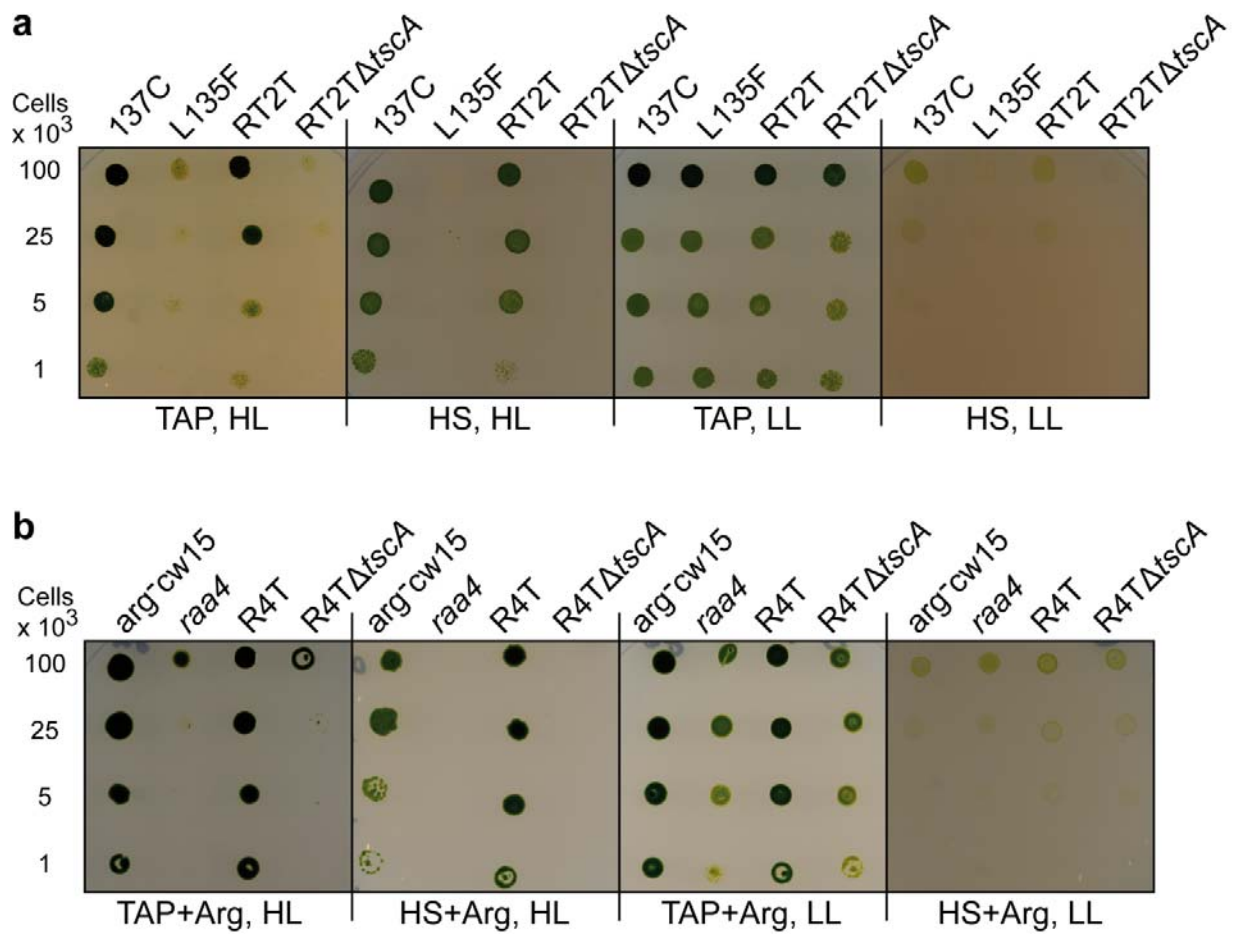 a
Cells
x 10³
137C L135F RT2T RT2TΔtscA 137C L135F RT2T RT2TΔtscA 137C L135F RT2T RT2TΔtscA 137C L135F RT2T RT2TΔtscA
100
25
5
1
TAP, HL HS, HL TAP, LL HS, LL
b
Cells
x 10³
arg⁻cw15 raa4 R4T R4TΔtscA arg⁻cw15 raa4 R4T R4TΔtscA arg⁻cw15 raa4 R4T R4TΔtscA arg⁻cw15 raa4 R4T R4TΔtscA
100
25
5
1
TAP+Arg, HL HS+Arg, HL TAP+Arg, LL HS+Arg, LL